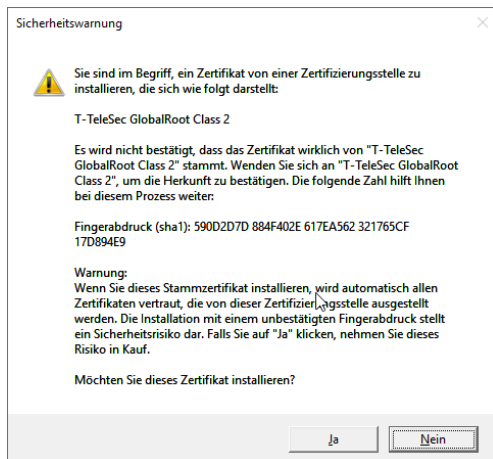 Sicherheitswarnung
Sie sind im Begriff, ein Zertifikat von einer Zertifizierungsstelle zu
installieren, die sich wie folgt darstellt:
T-TeleSec GlobalRoot Class 2
Es wird nicht bestätigt, dass das Zertifikat wirklich von "T-TeleSec
GlobalRoot Class 2" stammt. Wenden Sie sich an "T-TeleSec GlobalRoot
Class 2", um die Herkunft zu bestätigen. Die folgende Zahl hilft Ihnen
bei diesem Prozess weiter:
Fingerabdruck (sha1): 590D2D7D 884F402E 617EA562 321765CF
17D894E9
Warnung:
Wenn Sie dieses Stammzertifikat installieren, wird automatisch allen
Zertifikaten vertraut, die von dieser Zertifizierungsstelle ausgestellt
werden. Die Installation mit einem unbestätigten Fingerabdruck stellt
ein Sicherheitsrisiko dar. Falls Sie auf "Ja" klicken, nehmen Sie dieses
Risiko in Kauf.
Möchten Sie dieses Zertifikat installieren?
Ja
Nein